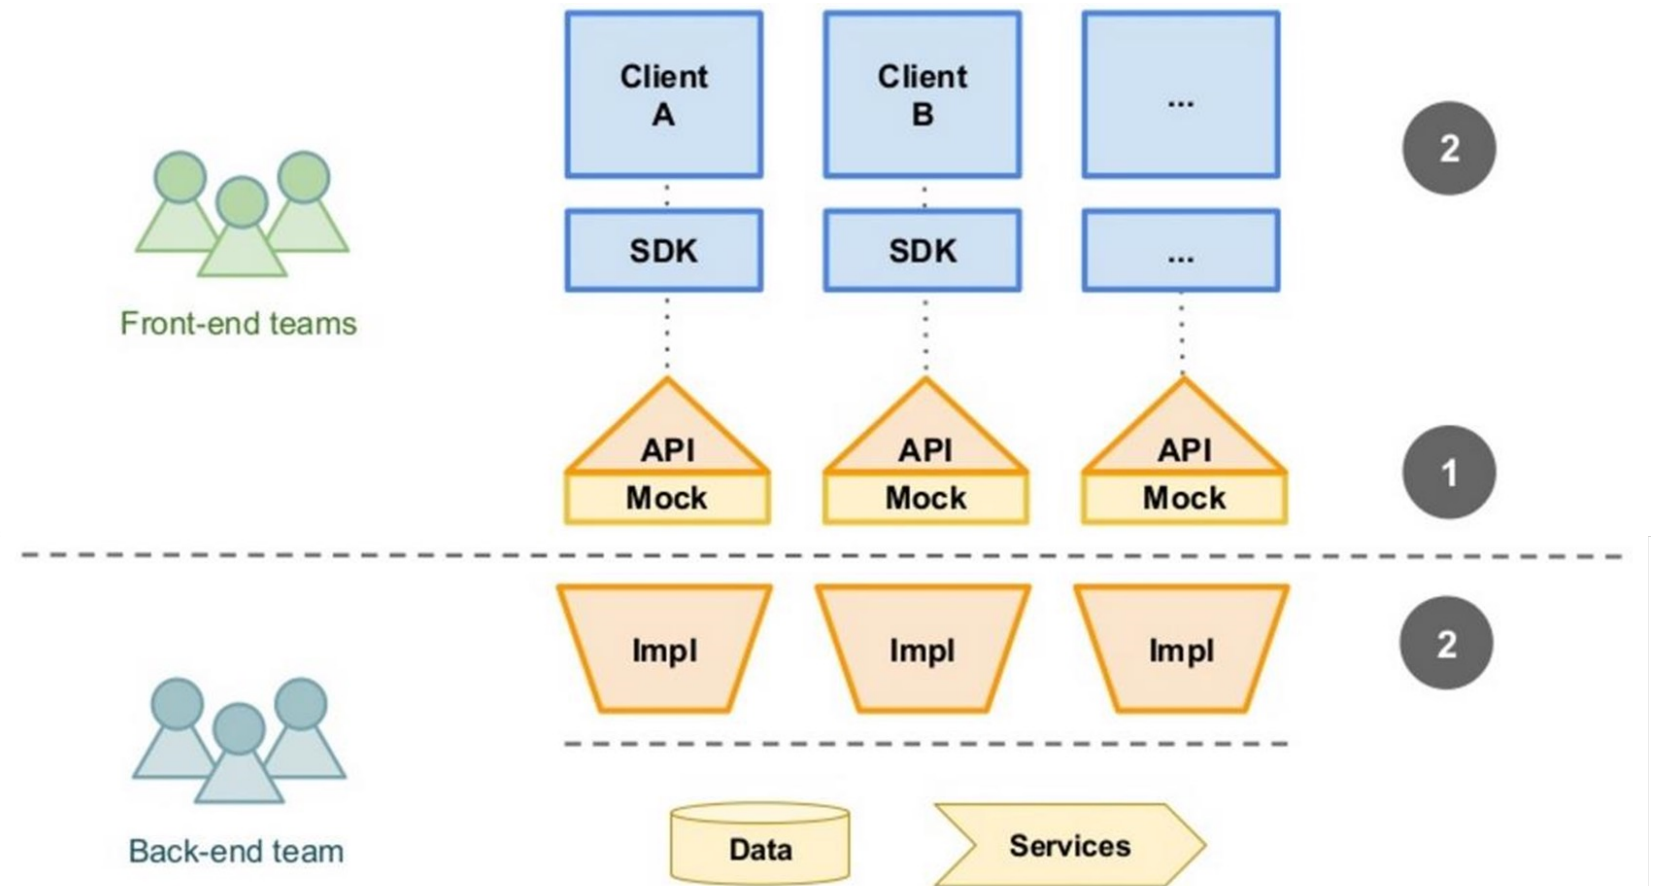 Client
A
Client
B
...
2
SDK
SDK
...
Front-end teams
API
API
API
1
Mock
Mock
Mock
Impl
Impl
Impl
2
Back-end team
Data
Services